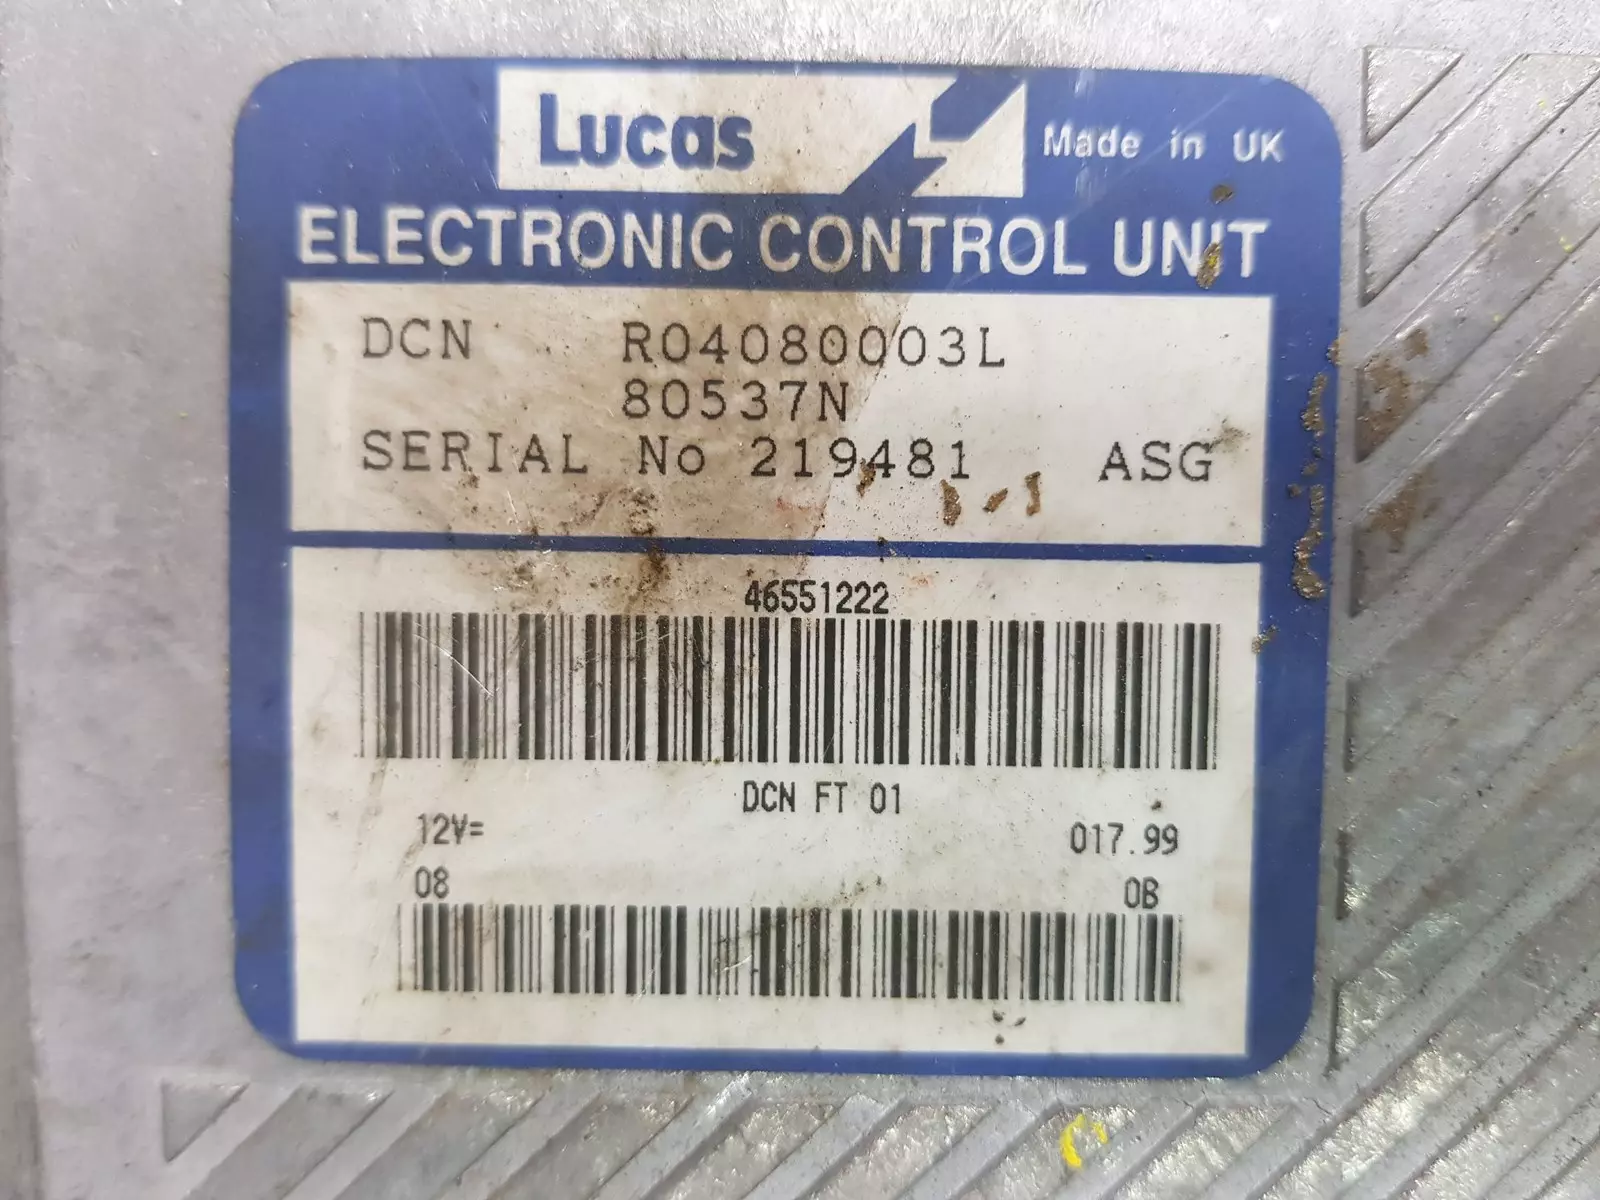 Lucas Made in UK
ELECTRONIC CONTROL UNIT
DCN R04080003L
80537N
SERIAL No 219481 ASG
46551222
DCN FT 01
12V= 017.99
08 0B